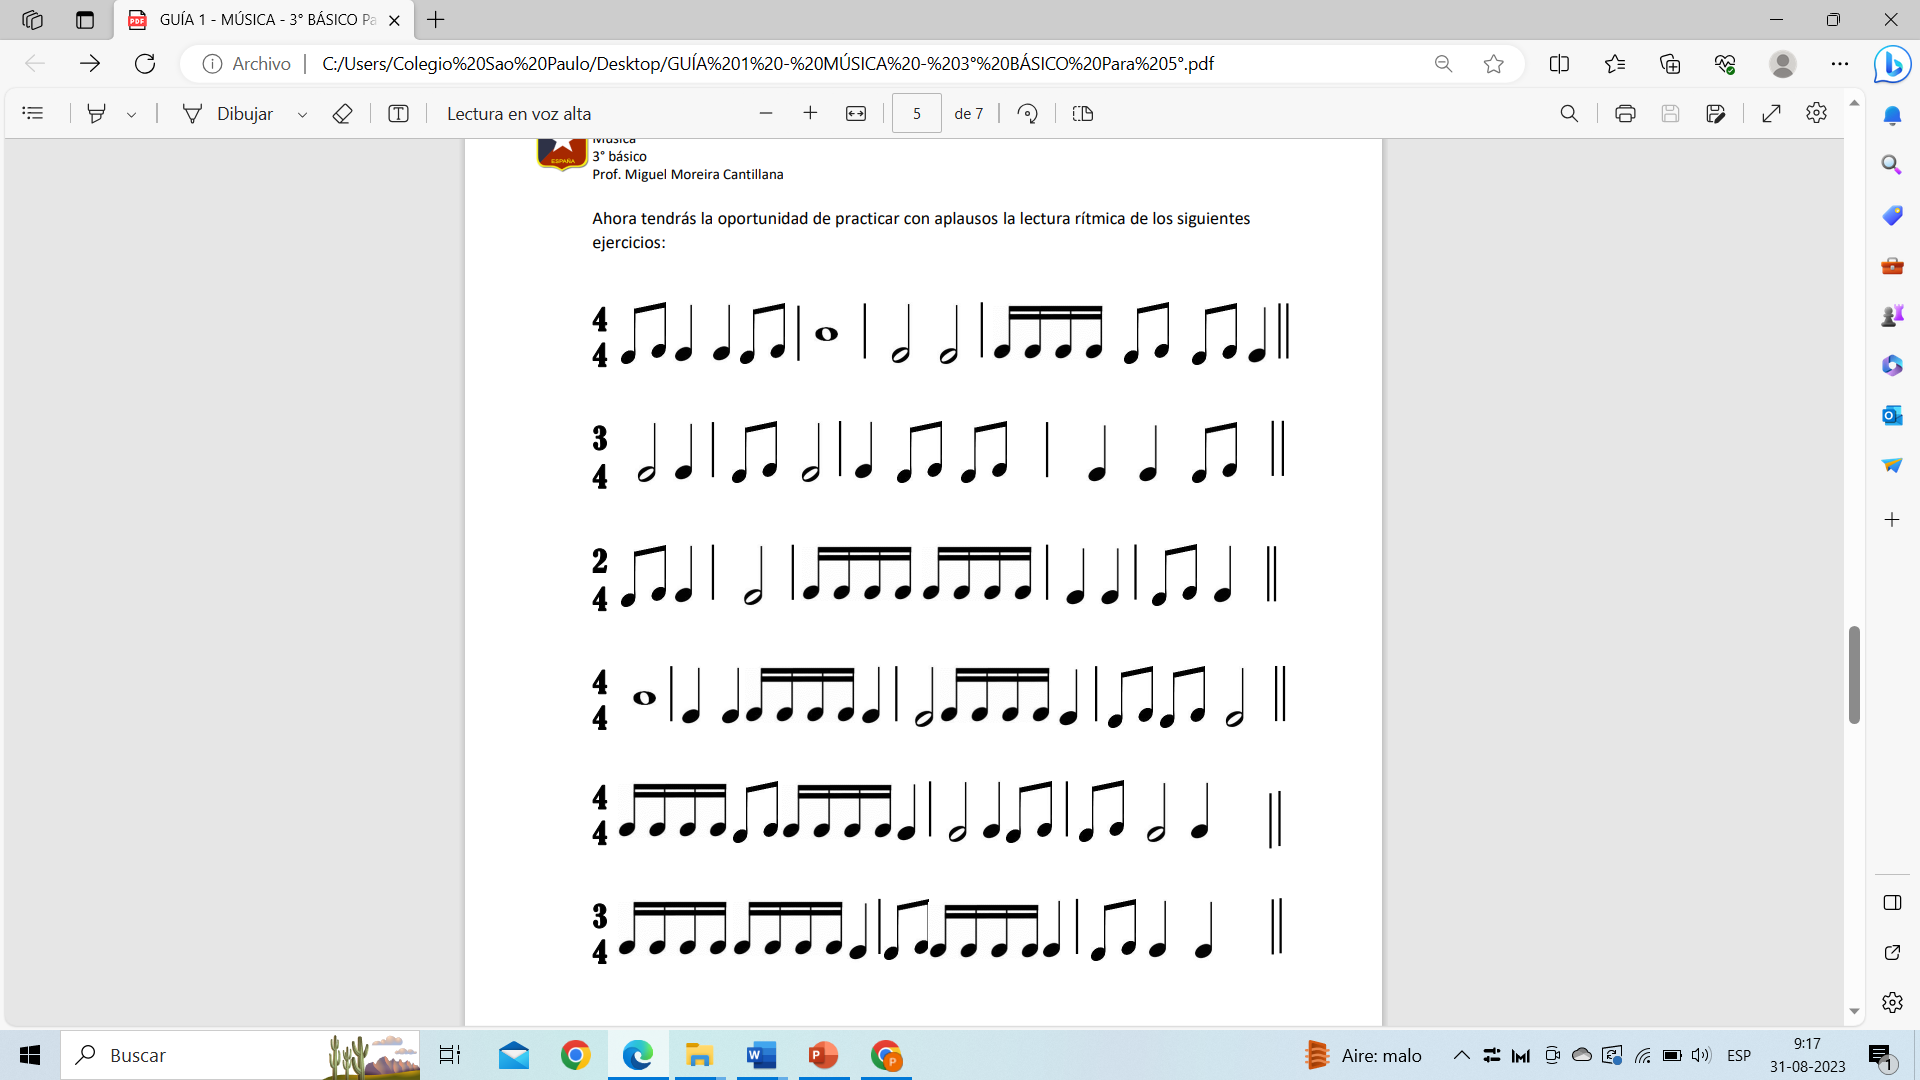 GUÍA 1 - MÚSICA - 3° BÁSICO Pa
Archivo
C:/Users/Colegio%20Sao%20Paulo/Desktop/GUÍA%201%20-%20MÚSICA%20-%203°%20BÁSICO%20Para%205°.pdf
Dibujar
Lectura en voz alta
5
de 7
ESPAÑA
Música
3° básico
Prof. Miguel Moreira Cantillana
Ahora tendrás la oportunidad de practicar con aplausos la lectura rítmica de los siguientes
ejercicios:
4
4
3
4
2
4
4
4
4
4
3
4
Buscar
Aire: malo
ESP
9:17
31-08-2023
1